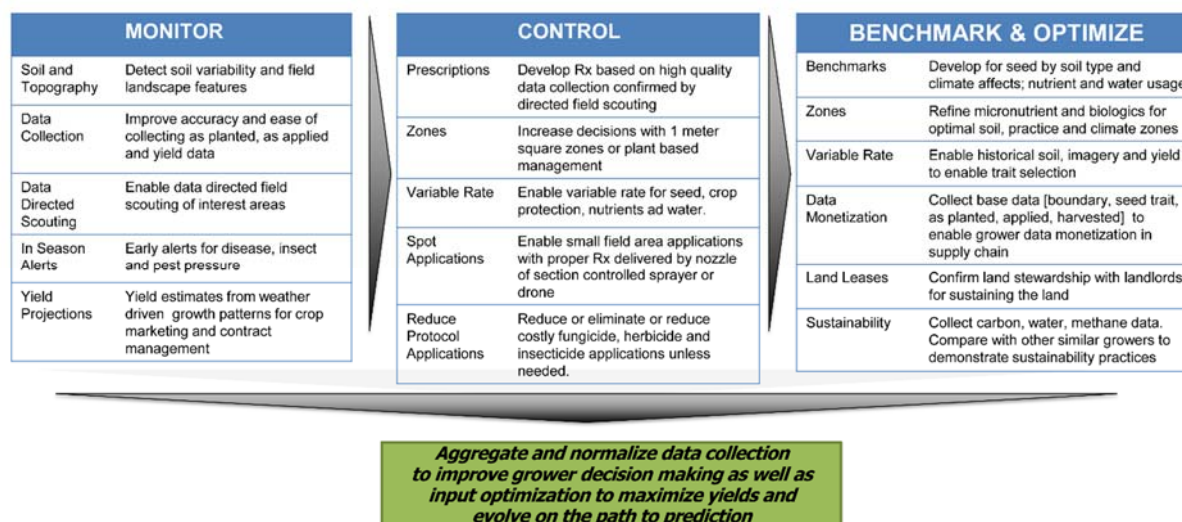 MONITOR
Soil and
Topography
Detect soil variability and field
landscape features
Data
Collection
Improve accuracy and ease of
collecting as planted, as applied
and yield data
Data
Directed
Scouting
Enable data directed field
scouting of interest areas
In Season
Alerts
Early alerts for disease, insect
and pest pressure
Yield
Projections
Yield estimates from weather
driven growth patterns for crop
marketing and contract
management
CONTROL
Prescriptions
Develop Rx based on high quality
data collection confirmed by
directed field scouting
Zones
Increase decisions with 1 meter
square zones or plant based
management
Variable Rate
Enable variable rate for seed, crop
protection, nutrients ad water.
Spot
Applications
Enable small field area applications
with proper Rx delivered by nozzle
of section controlled sprayer or
drone
Reduce
Protocol
Applications
Reduce or eliminate or reduce
costly fungicide, herbicide and
insecticide applications unless
needed.
BENCHMARK & OPTIMIZE
Benchmarks
Develop for seed by soil type and
climate affects; nutrient and water usage
Zones
Refine micronutrient and biologics for
optimal soil, practice and climate zones
Variable Rate
Enable historical soil, imagery and yield
to enable trait selection
Data
Monetization
Collect base data [boundary, seed trait,
as planted, applied, harvested] to
enable grower data monetization in
supply chain
Land Leases
Confirm land stewardship with landlords
for sustaining the land
Sustainability
Collect carbon, water, methane data.
Compare with other similar growers to
demonstrate sustainability practices
Aggregate and normalize data collection
to improve grower decision making as well as
input optimization to maximize yields and
evolve on the path to prediction